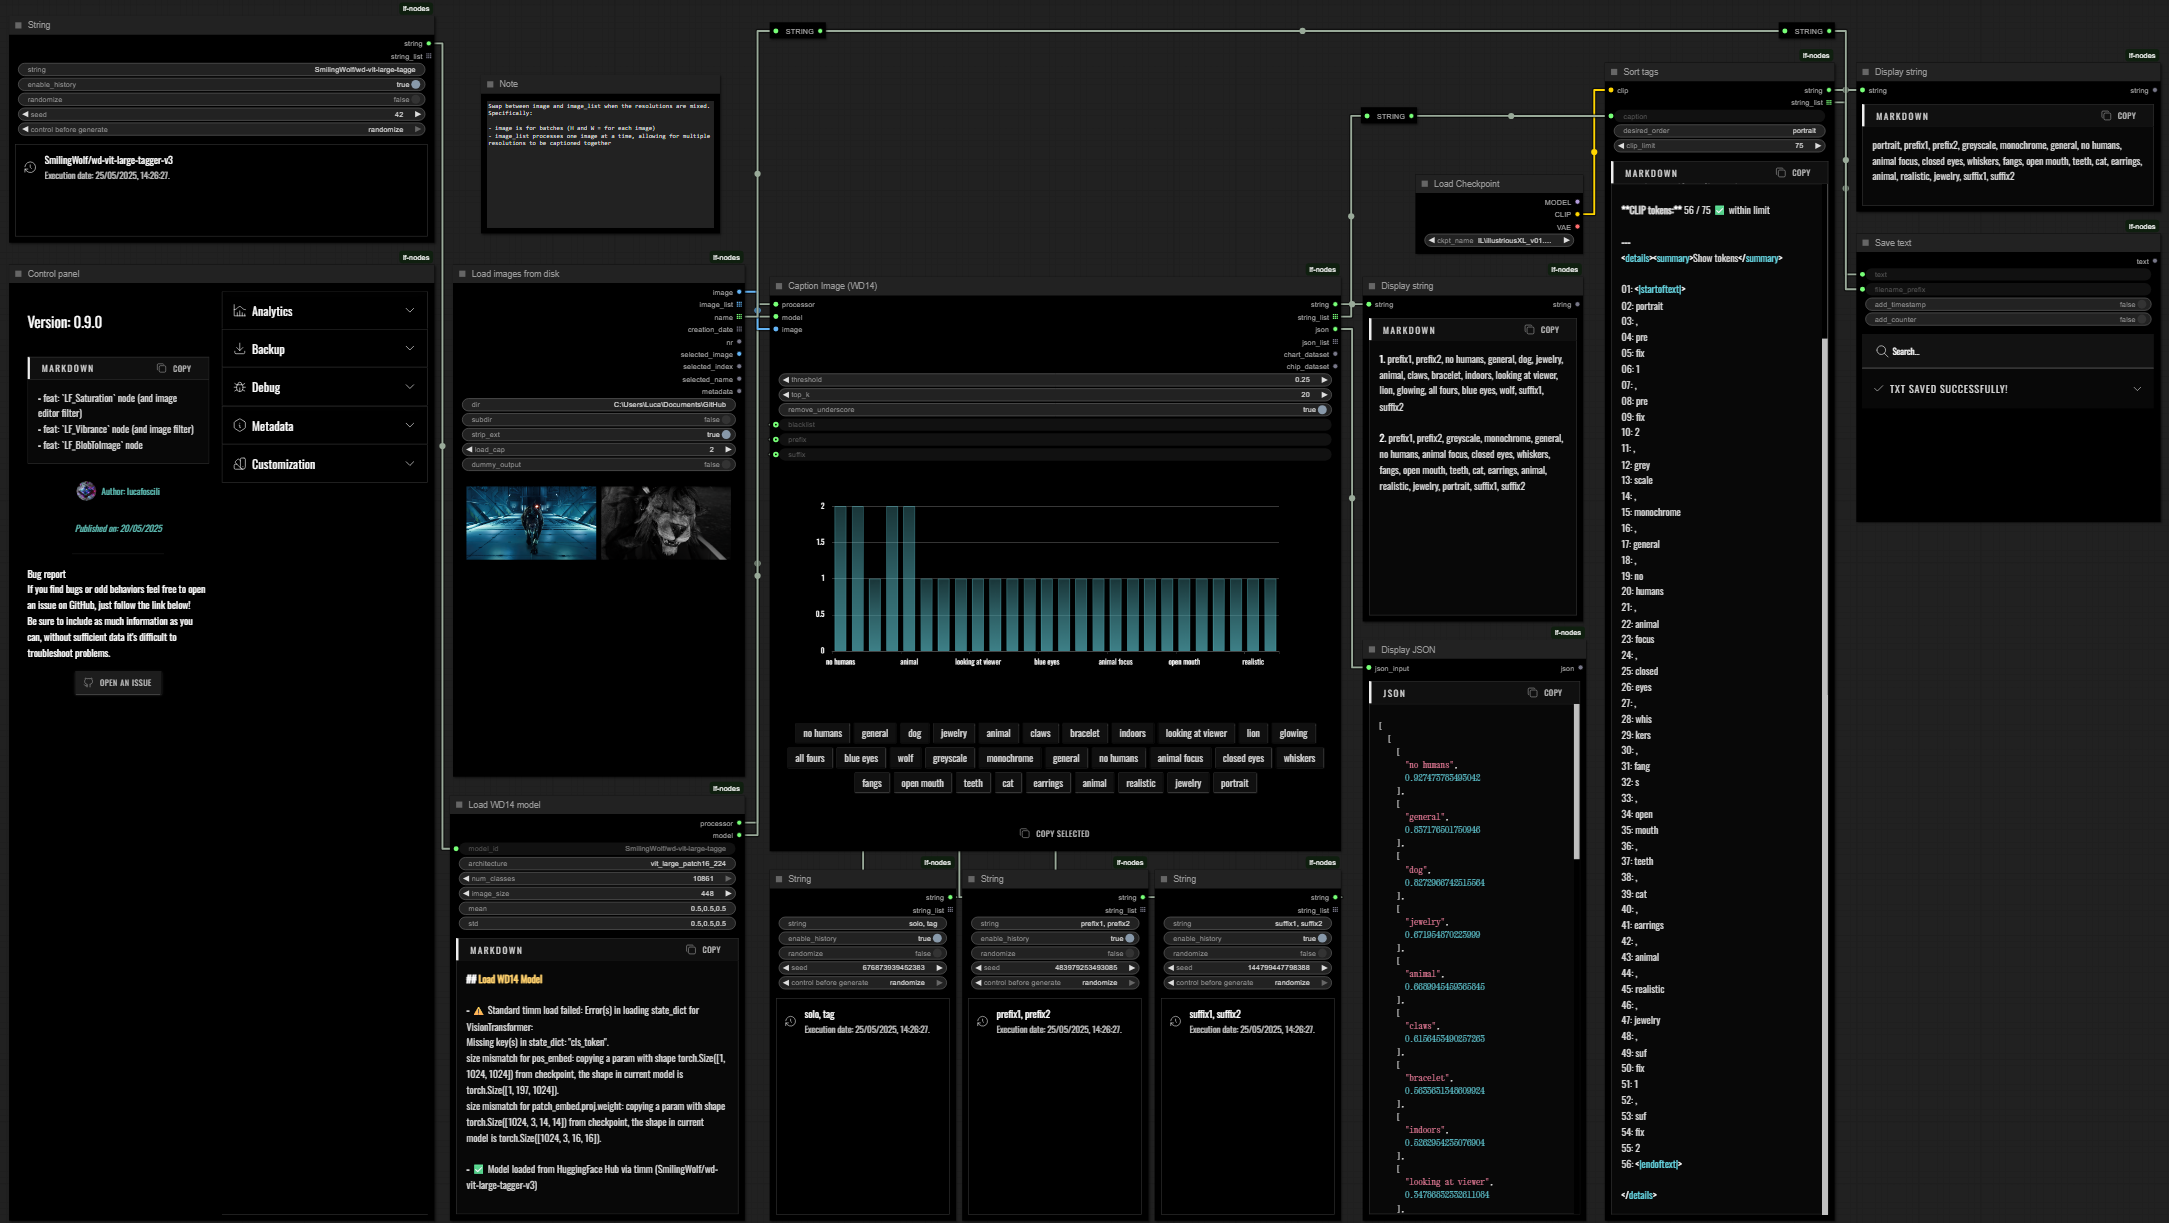 lf-nodes
String
string
string_list
string SmilingWolf/wd-vit-large-tagge
enable_history true
randomize false
seed 42
control before generate randomize
SmilingWolf/wd-vit-large-tagger-v3
Execution date: 25/05/2025, 14:26:27.
Note
Swap between image and image_list when the resolutions are mixed.
Specifically:
- image is for batches (H and W = for each image)
- image_list processes one image at a time, allowing for multiple
resolutions to be captioned together
lf-nodes
Control panel
Version: 0.9.0
MARKDOWN COPY
- feat: `LF_Saturation` node (and image
editor filter)
- feat: `LF_Vibrance` node (and image filter)
- feat: `LF_BlobToImage` node
Author: lucafoscili
Published on: 20/05/2025
Bug report
If you find bugs or odd behaviors feel free to open
an issue on GitHub, just follow the link below!
Be sure to include as much information as you
can, without sufficient data it's difficult to
troubleshoot problems.
OPEN AN ISSUE
Analytics
Backup
Debug
Metadata
Customization
lf-nodes
Load images from disk
image
image_list
name
creation_date
nr
selected_image
selected_index
selected_name
metadata
dir C:\Users\Luca\Documents\GitHub
subdir false
strip_ext true
load_cap 2
dummy_output false
lf-nodes
Load WD14 model
processor
model
model_id SmilingWolf/wd-vit-large-tagge
architecture vit_large_patch16_224
num_classes 10861
image_size 448
mean 0.5,0.5,0.5
std 0.5,0.5,0.5
MARKDOWN COPY
## Load WD14 Model
- ⚠️ Standard timm load failed: Error(s) in loading state_dict for
VisionTransformer:
Missing key(s) in state_dict: "cls_token".
size mismatch for pos_embed: copying a param with shape torch.Size([1,
1024, 1024]) from checkpoint, the shape in current model is
torch.Size([1, 197, 1024]).
size mismatch for patch_embed.proj.weight: copying a param with shape
torch.Size([1024, 3, 14, 14]) from checkpoint, the shape in current
model is torch.Size([1024, 3, 16, 16]).
- ✅ Model loaded from HuggingFace Hub via timm (SmilingWolf/wd-
vit-large-tagger-v3)
STRING
STRING
STRING
lf-nodes
Caption Image (WD14)
processor
model
image
string
string_list
json
json_list
chart_dataset
chip_dataset
threshold 0.25
top_k 20
remove_underscore true
blacklist
prefix
suffix
2
1.5
1
0.5
0
no humans animal looking at viewer blue eyes animal focus open mouth realistic
no humans general dog jewelry animal claws bracelet indoors looking at viewer lion glowing
all fours blue eyes wolf greyscale monochrome general no humans animal focus closed eyes whiskers
fangs open mouth teeth cat earrings animal realistic jewelry portrait
COPY SELECTED
lf-nodes
String
string
string_list
string solo, tag
enable_history true
randomize false
seed 676873939452383
control before generate randomize
solo, tag
Execution date: 25/05/2025, 14:26:27.
lf-nodes
String
string
string_list
string prefix1, prefix2
enable_history true
randomize false
seed 483979253493085
control before generate randomize
prefix1, prefix2
Execution date: 25/05/2025, 14:26:27.
lf-nodes
String
string
string_list
string suffix1, suffix2
enable_history true
randomize false
seed 144799447798388
control before generate randomize
suffix1, suffix2
Execution date: 25/05/2025, 14:26:27.
Load Checkpoint
MODEL
CLIP
VAE
ckpt_name IL\IllustriousXL_v01....
lf-nodes
Display string
string string
MARKDOWN COPY
1. prefix1, prefix2, no humans, general, dog, jewelry,
animal, claws, bracelet, indoors, looking at viewer,
lion, glowing, all fours, blue eyes, wolf, suffix1,
suffix2
2. prefix1, prefix2, greyscale, monochrome, general,
no humans, animal focus, closed eyes, whiskers,
fangs, open mouth, teeth, cat, earrings, animal,
realistic, jewelry, portrait, suffix1, suffix2
lf-nodes
Display JSON
json_input json
JSON COPY
[
[
[
"no humans",
0.927473783493042
],
[
"general",
],
[
"dog",
],
[
"jewelry",
],
[
"animal",
],
[
"claws",
],
[
"bracelet",
],
[
"indoors",
],
[
"looking at viewer",
],
lf-nodes
Sort tags
clip string
string_list
caption
desired_order portrait
clip_limit 75
MARKDOWN COPY
**CLIP tokens:** 56 / 75 ✅ within limit
---
<details><summary>Show tokens</summary>
01: <|startoftext|>
02: portrait
03: ,
04: pre
05: fix
06: 1
07: ,
08: pre
09: fix
10: 2
11: ,
12: grey
13: scale
14: ,
15: monochrome
16: ,
17: general
18: ,
19: no
20: humans
21: ,
22: animal
23: focus
24: ,
25: closed
26: eyes
27: ,
28: whis
29: kers
30: ,
31: fang
32: s
33: ,
34: open
35: mouth
36: ,
37: teeth
38: ,
39: cat
40: ,
41: earrings
42: ,
43: animal
44: ,
45: realistic
46: ,
47: jewelry
48: ,
49: suf
50: fix
51: 1
52: ,
53: suf
54: fix
55: 2
56: <|endoftext|>
</details>
lf-nodes
Display string
string string
MARKDOWN COPY
portrait, prefix1, prefix2, greyscale, monochrome, general, no humans,
animal focus, closed eyes, whiskers, fangs, open mouth, teeth, cat, earrings,
animal, realistic, jewelry, suffix1, suffix2
lf-nodes
Save text
text
text
filename_prefix
add_timestamp false
add_counter false
Search...
TXT SAVED SUCCESSFULLY!